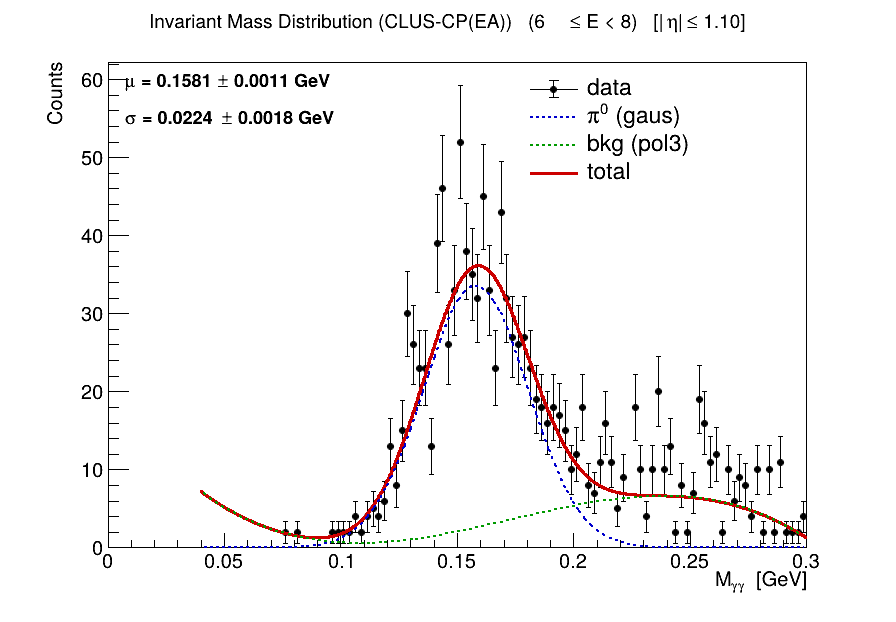 Invariant Mass Distribution (CLUS-CP(EA)) (6 ≤ E < 8) [|η| ≤ 1.10]
Counts
μ = 0.1581 ± 0.0011 GeV
σ = 0.0224 ± 0.0018 GeV
data
π⁰ (gaus)
bkg (pol3)
total
60
50
40
30
20
10
0
0 0.05 0.1 0.15 0.2 0.25 0.3
Mγγ [GeV]